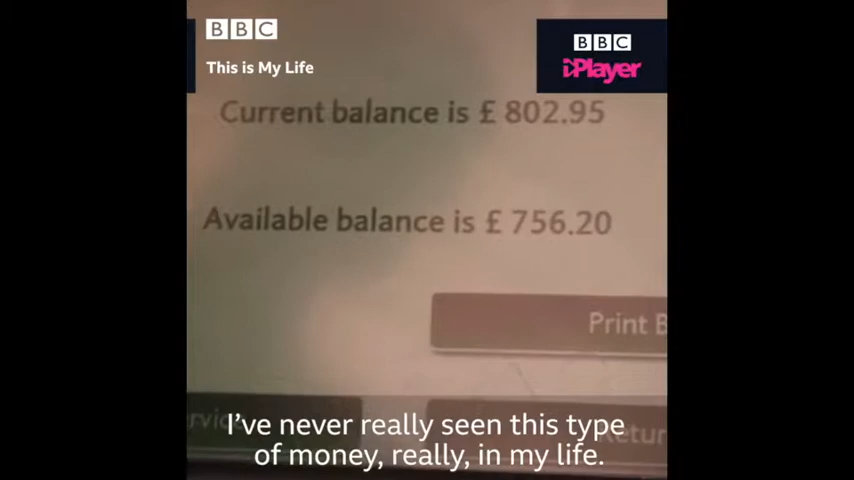 BBC
This is My Life
BBC
iPlayer
Current balance is £ 802.95
Available balance is £ 756.20
Print B
I've never really seen this type
of money, really, in my life.